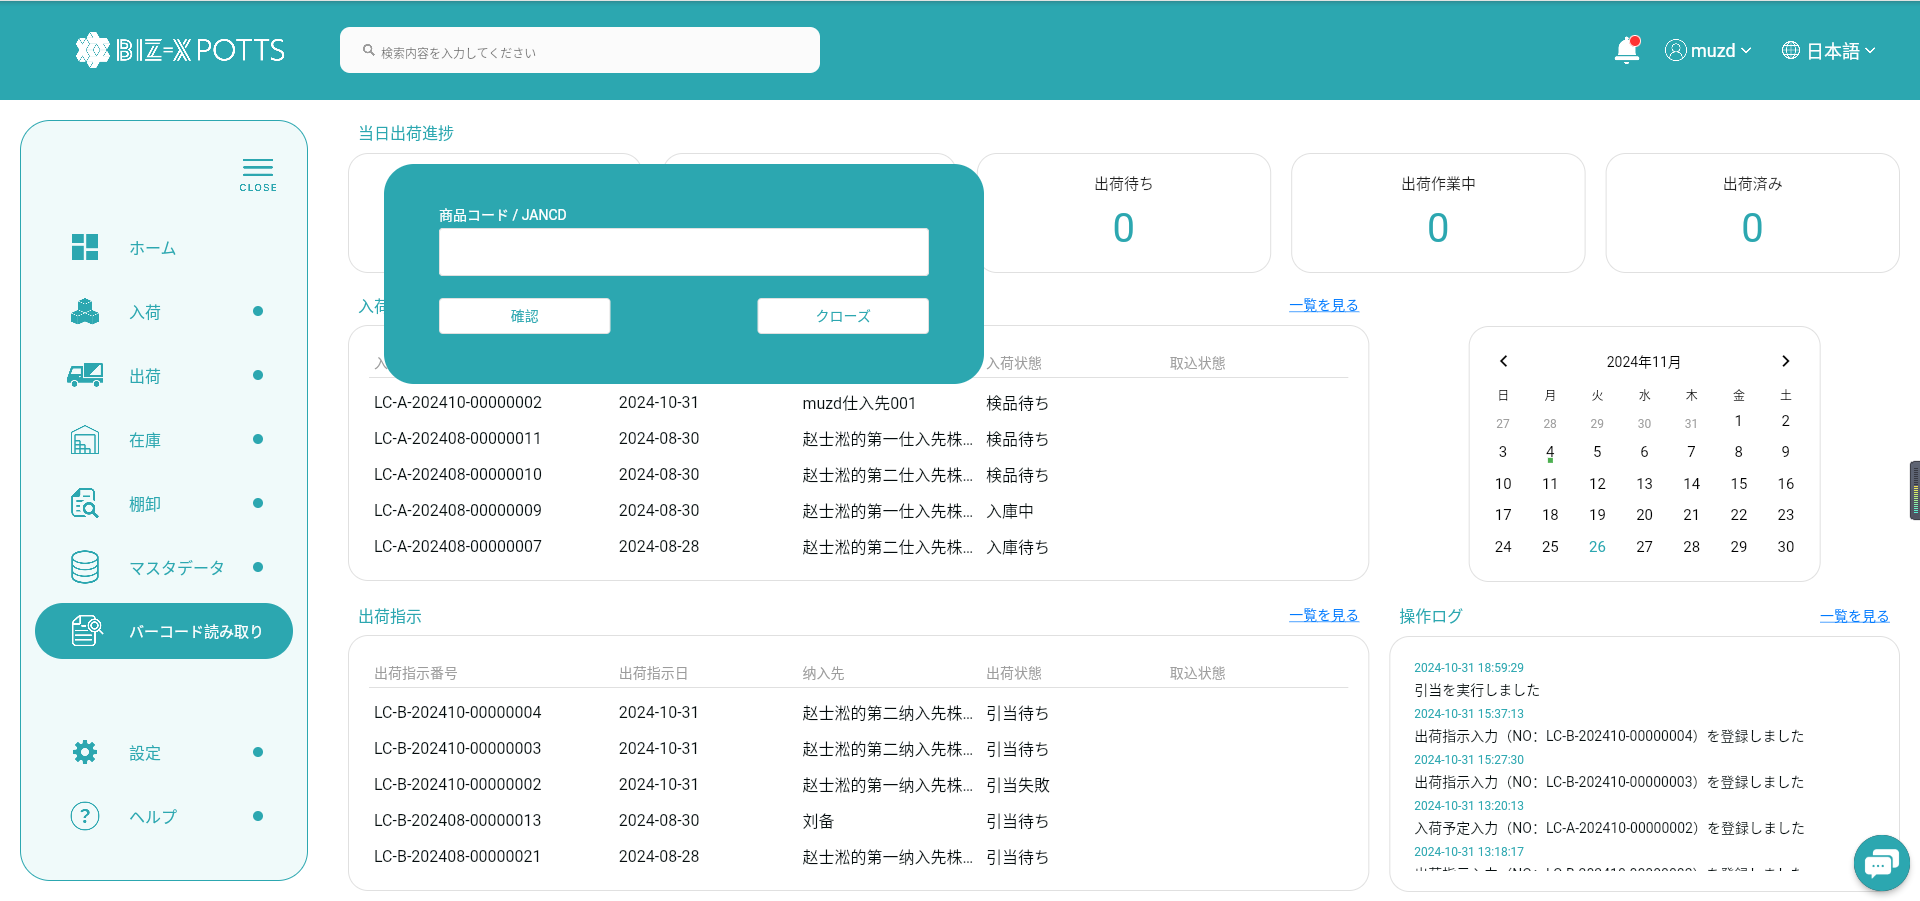 BIZ=X POTTS
検索内容を入力してください
muzd
日本語
CLOSE
ホーム
入荷
出荷
在庫
棚卸
マスタデータ
バーコード読み取り
設定
?
ヘルプ
当日出荷進捗
出荷待ち
0
出荷作業中
0
出荷済み
0
商品コード / JANCD
確認
クローズ
入荷
一覧を見る
入
入荷状態
取込状態
LC-A-202410-00000002 2024-10-31 muzd仕入先001 検品待ち
LC-A-202408-00000011 2024-08-30 赵士淞的第一仕入先株... 検品待ち
LC-A-202408-00000010 2024-08-30 赵士淞的第二仕入先株... 検品待ち
LC-A-202408-00000009 2024-08-30 赵士淞的第一仕入先株... 入庫中
LC-A-202408-00000007 2024-08-28 赵士淞的第二仕入先株... 入庫待ち
2024年11月
日 月 火 水 木 金 土
27 28 29 30 31 1 2
3 4 5 6 7 8 9
10 11 12 13 14 15 16
17 18 19 20 21 22 23
24 25 26 27 28 29 30
出荷指示
一覧を見る
出荷指示番号 出荷指示日 纳入先 出荷状態 取込状態
LC-B-202410-00000004 2024-10-31 赵士淞的第二纳入先株... 引当待ち
LC-B-202410-00000003 2024-10-31 赵士淞的第二纳入先株... 引当待ち
LC-B-202410-00000002 2024-10-31 赵士淞的第一纳入先株... 引当失敗
LC-B-202408-00000013 2024-08-30 刘备 引当待ち
LC-B-202408-00000021 2024-08-28 赵士淞的第一纳入先株... 引当待ち
操作ログ
一覧を見る
2024-10-31 18:59:29
引当を実行しました
2024-10-31 15:37:13
出荷指示入力（NO：LC-B-202410-00000004）を登録しました
2024-10-31 15:27:30
出荷指示入力（NO：LC-B-202410-00000003）を登録しました
2024-10-31 13:20:13
入荷予定入力（NO：LC-A-202410-00000002）を登録しました
2024-10-31 13:18:17